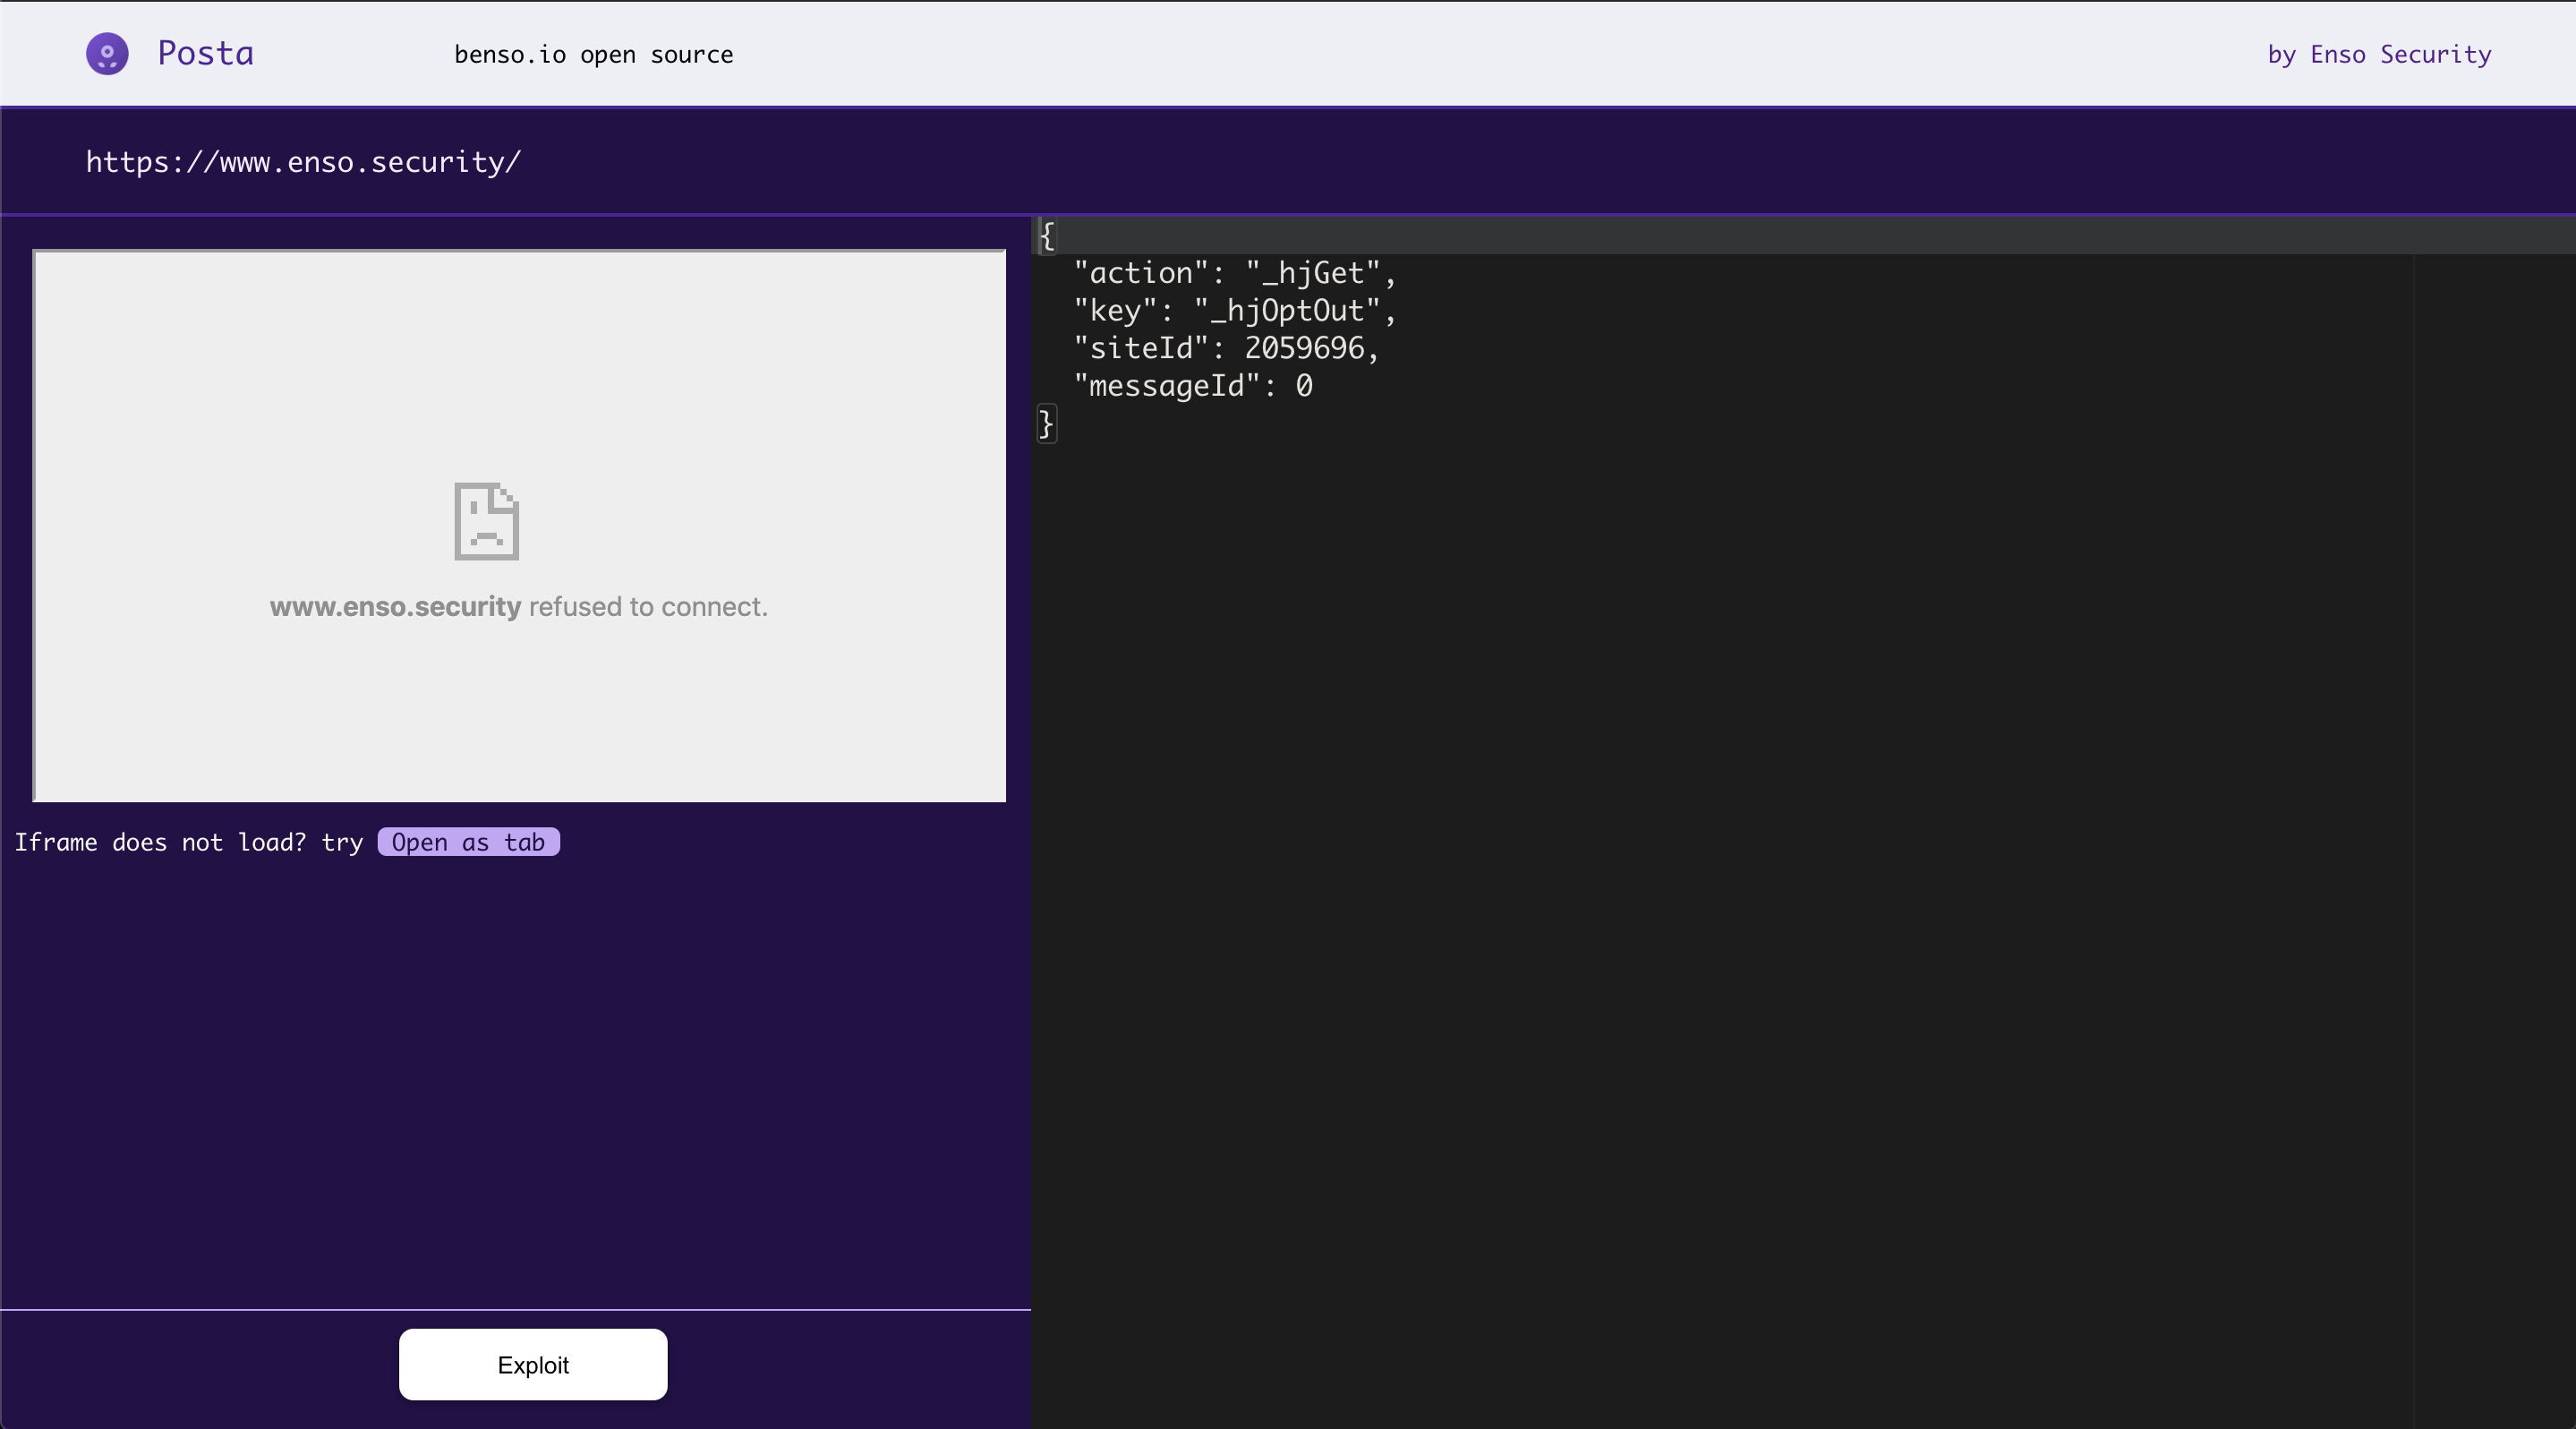 Posta
benso.io open source
by Enso Security
https://www.enso.security/
www.enso.security refused to connect.
Iframe does not load? try Open as tab
Exploit
{
"action": "_hjGet",
"key": "_hjOptOut",
"siteId": 2059696,
"messageId": 0
}